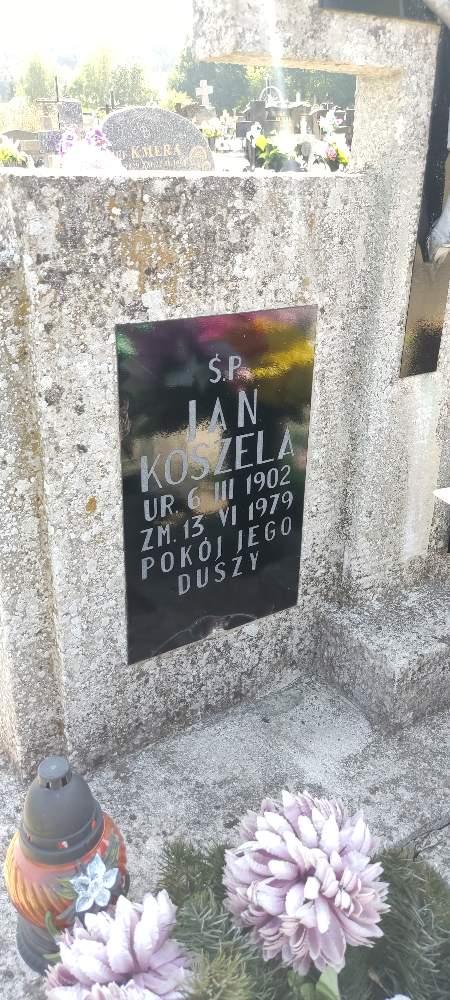 KMERA
Ś.P.
JAN
KOSZELA
UR. 6 III 1902
ZM. 13 VI 1979
POKÓJ JEGO
DUSZY